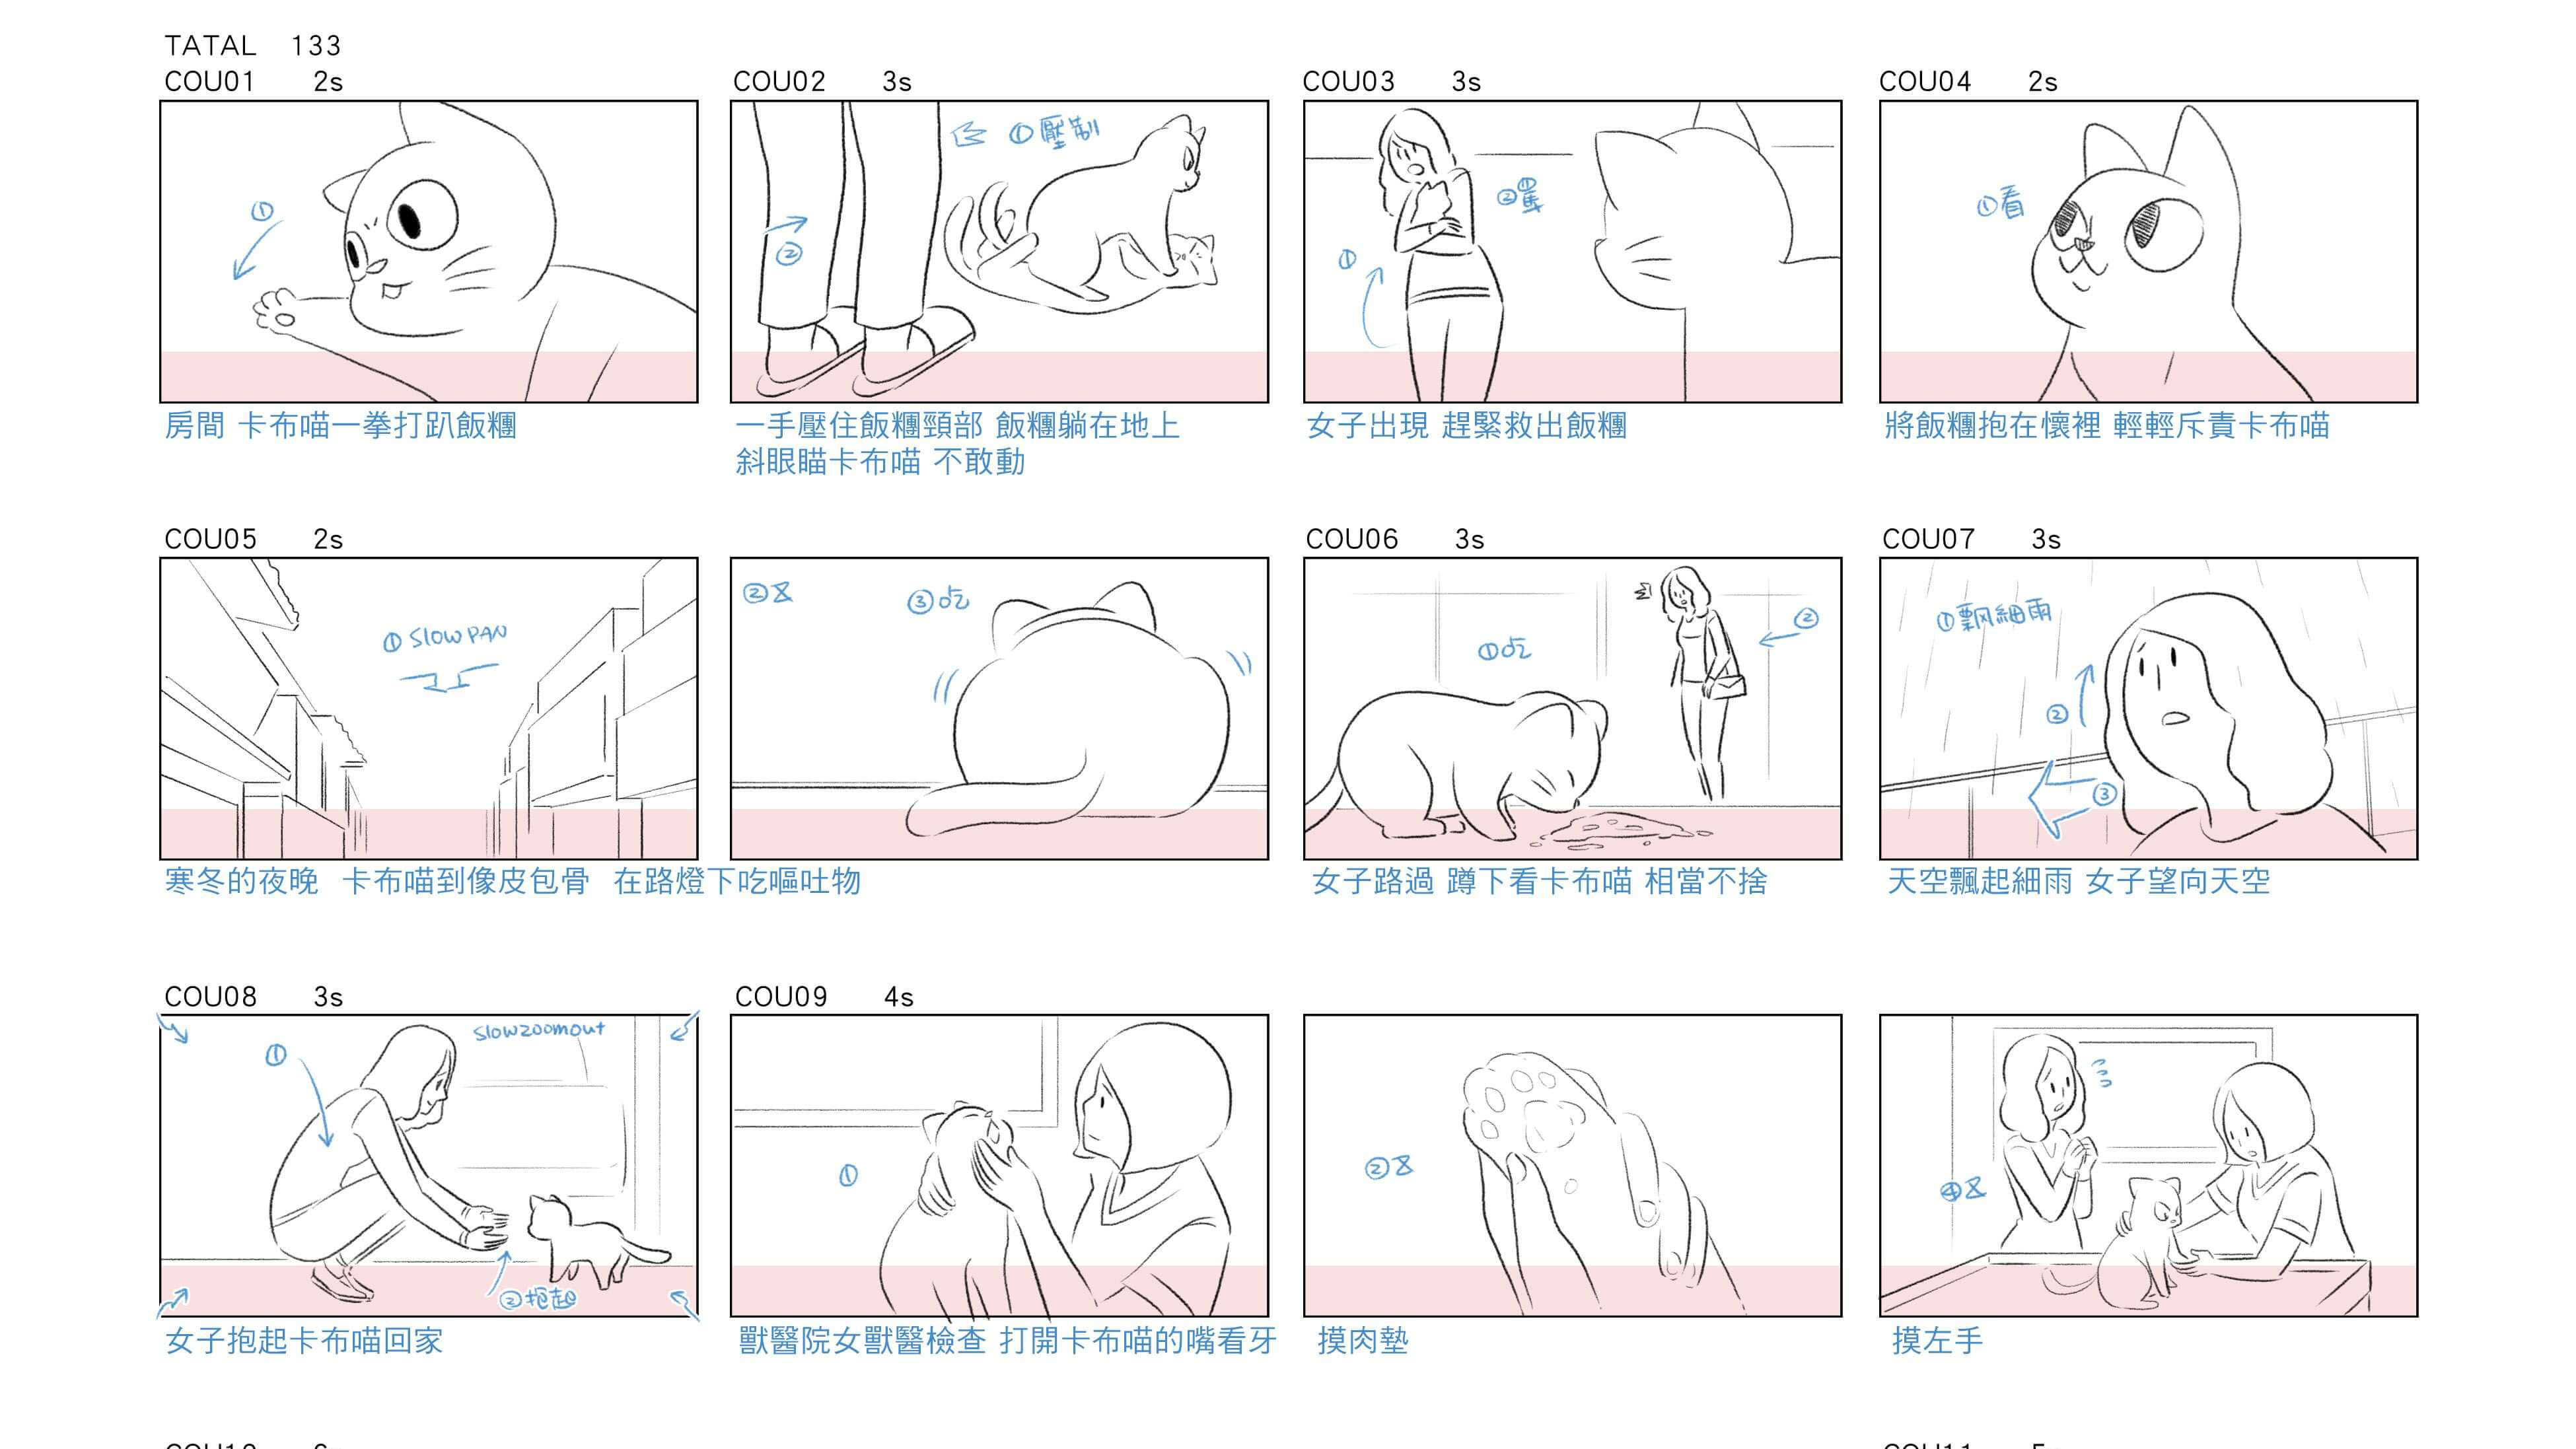 TATAL 133
COU01 2s
COU02 3s
COU03 3s
COU04 2s
①
①壓制
②
②罵
①
①看
房間 卡布喵一拳打趴飯糰
一手壓住飯糰頸部 飯糰躺在地上
斜眼瞄卡布喵 不敢動
女子出現 趕緊救出飯糰
將飯糰抱在懷裡 輕輕斥責卡布喵
COU05 2s
COU06 3s
COU07 3s
① SLOW PAN
②
③吃
①吃
②
①飄細雨
②
③
寒冬的夜晚 卡布喵到像皮包骨 在路燈下吃嘔吐物
女子路過 蹲下看卡布喵 相當不捨
天空飄起細雨 女子望向天空
COU08 3s
COU09 4s
slow zoom out
①
②抱起
①
②
④
女子抱起卡布喵回家
獸醫院女獸醫檢查 打開卡布喵的嘴看牙
摸肉墊
摸左手